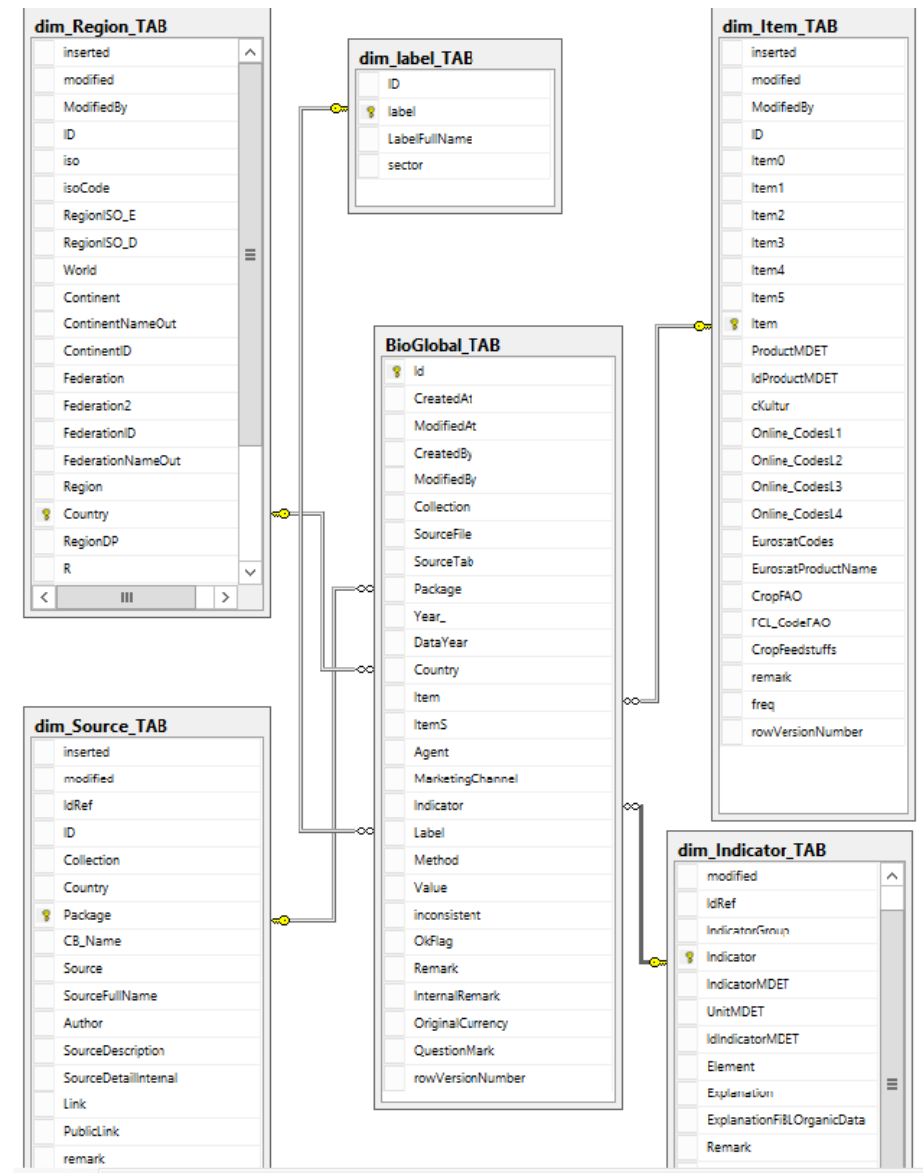 dim_Region_TAB
inserted
modified
ModifiedBy
ID
iso
isoCode
RegionISO_E
RegionISO_D
World
Continent
ContinentNameOut
ContinentID
Federation
Federation2
FederationID
FederationNameOut
Region
Country
RegionDP
R
dim_label_TAB
ID
label
LabelFullName
sector
dim_Item_TAB
inserted
modified
ModifiedBy
ID
Item0
Item1
Item2
Item3
Item4
Item5
Item
ProductMDET
IdProductMDET
cKultur
Online_CodesL1
Online_CodesL2
Online_CodesL3
Online_CodesL4
EurostatCodes
EurostatProductName
CropFAO
FCL_CodeFAO
CropFeedstuffs
remark
freq
rowVersionNumber
BioGlobal_TAB
Id
CreatedAt
ModifiedAt
CreatedBy
ModifiedBy
Collection
SourceFile
SourceTab
Package
Year_
DataYear
Country
Item
ItemS
Agent
MarketingChannel
Indicator
Label
Method
Value
inconsistent
OkFlag
Remark
InternalRemark
OriginalCurrency
QuestionMark
rowVersionNumber
dim_Source_TAB
inserted
modified
IdRef
ID
Collection
Country
Package
CB_Name
Source
SourceFullName
Author
SourceDescription
SourceDetailInternal
Link
PublicLink
remark
dim_Indicator_TAB
modified
IdRef
IndicatorGroup
Indicator
IndicatorMDET
UnitMDET
IdIndicatorMDET
Element
Explanation
ExplanationFiBLOrganicData
Remark